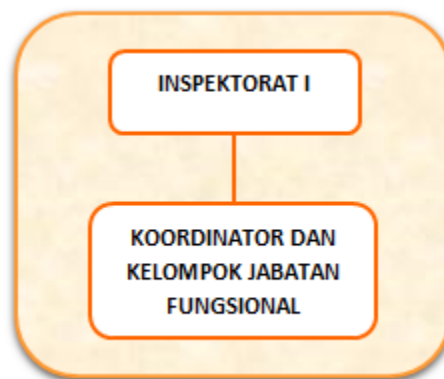 INSPEKTORAT I
KOORDINATOR DAN
KELOMPOK JABATAN
FUNGSIONAL